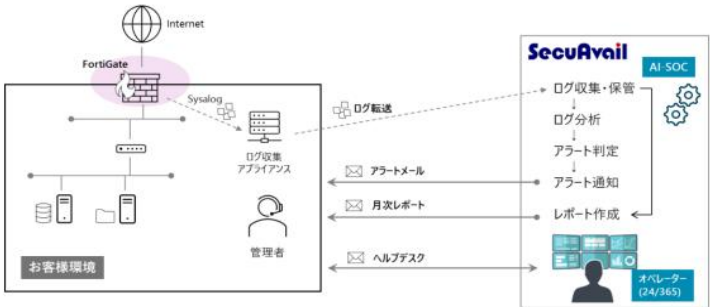 Internet
FortiGate
Sysalog
ログ収集
アプライアンス
管理者
お客様環境
ログ転送
アラートメール
月次レポート
ヘルプデスク
SecuAvail
AI-SOC
ログ収集・保管
ログ分析
アラート判定
アラート通知
レポート作成
オペレーター
(24/365)